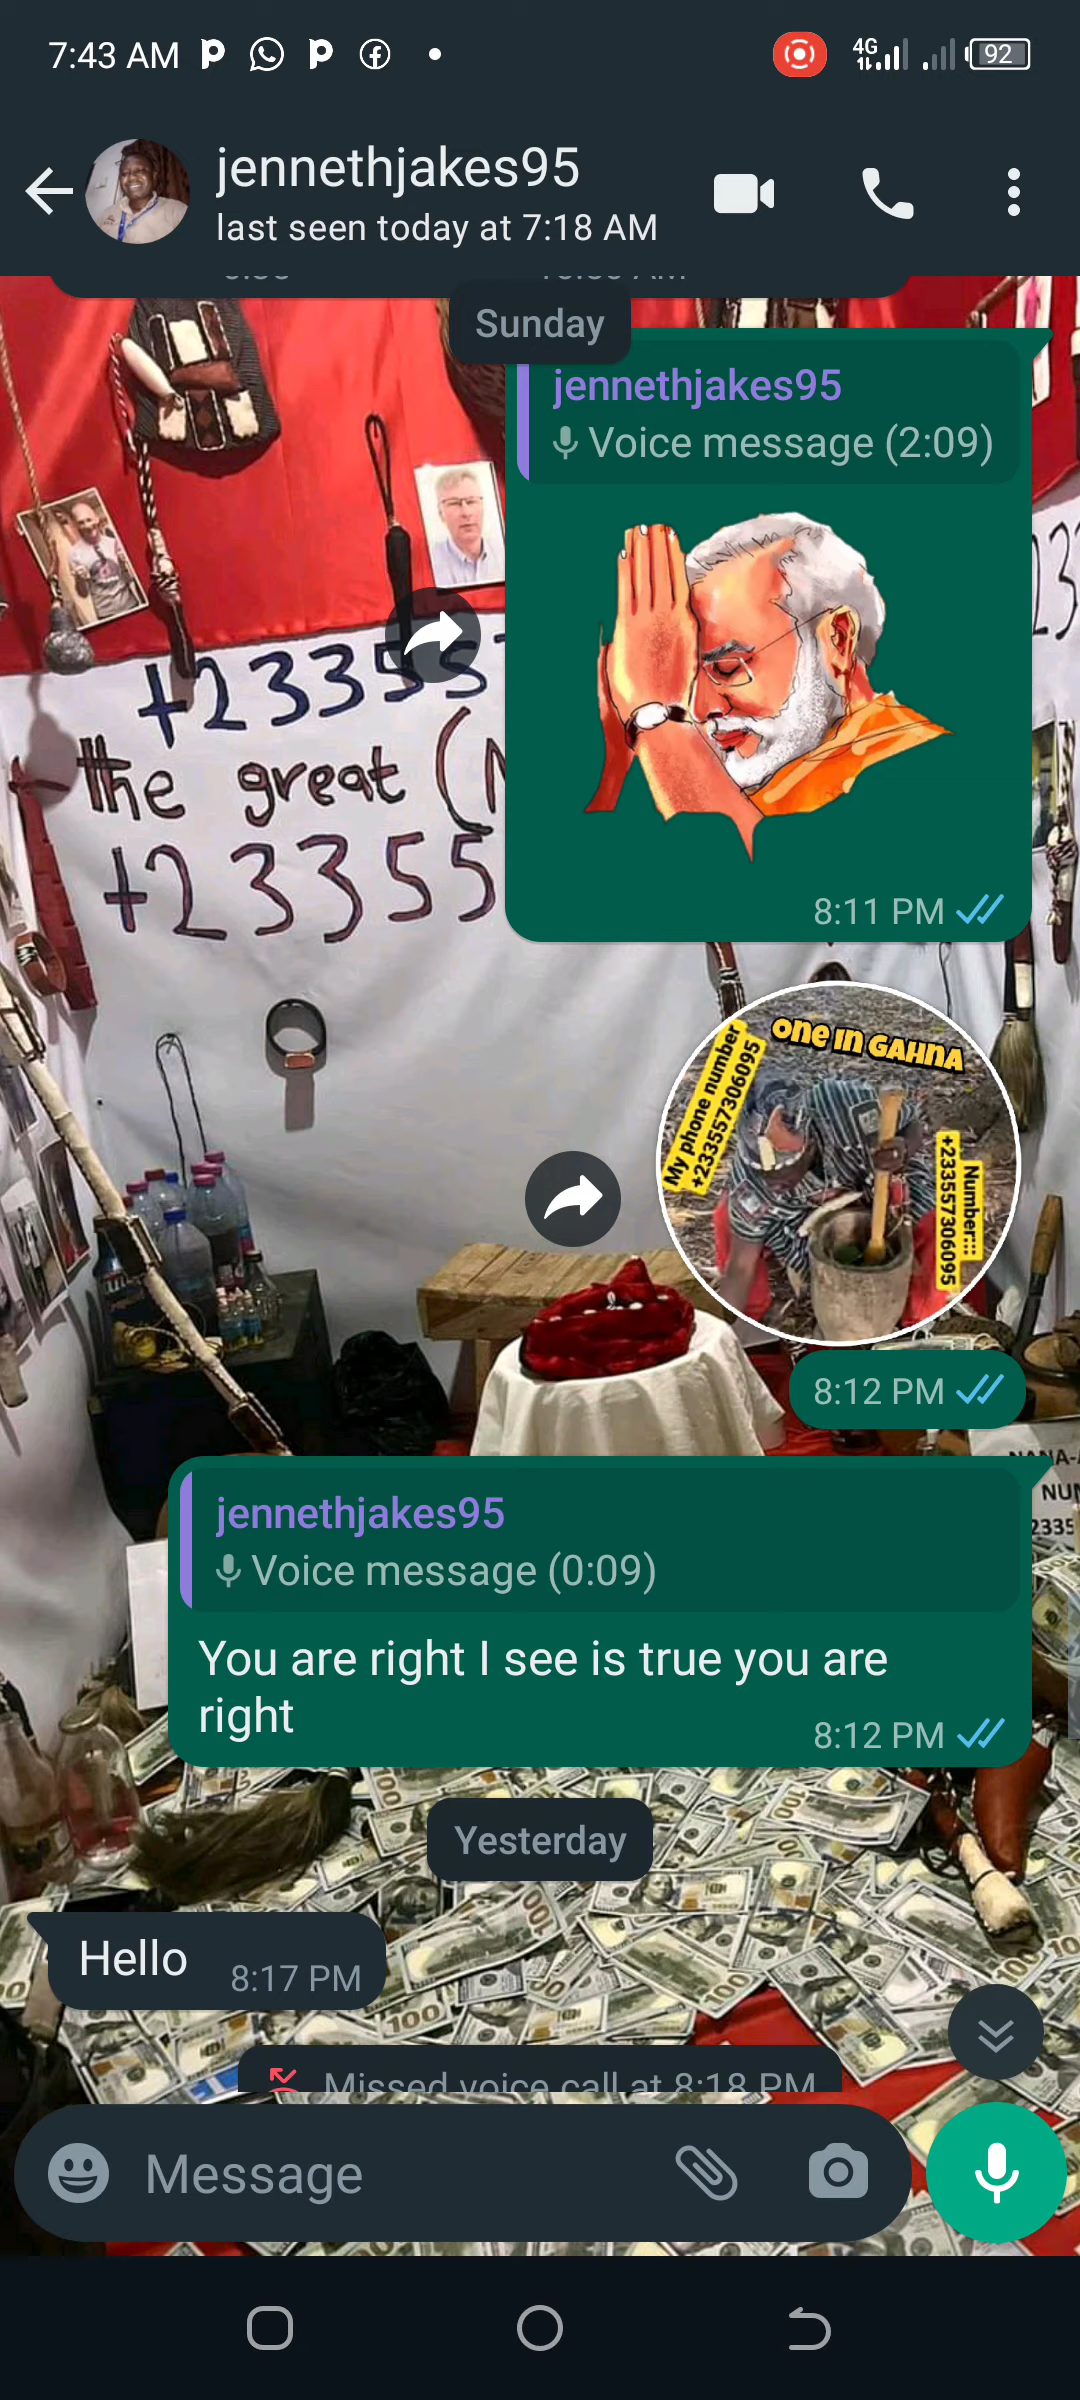 7:43 AM
4G
92
jennethjakes95
last seen today at 7:18 AM
Sunday
jennethjakes95
Voice message (2:09)
+23355
the great (
+23355
8:11 PM
one in GAHNA
My phone number
+233557306095
Number:::
+233557306095
8:12 PM
jennethjakes95
Voice message (0:09)
You are right I see is true you are
right
8:12 PM
Yesterday
Hello
8:17 PM
Missed voice call at 8:18 PM
Message